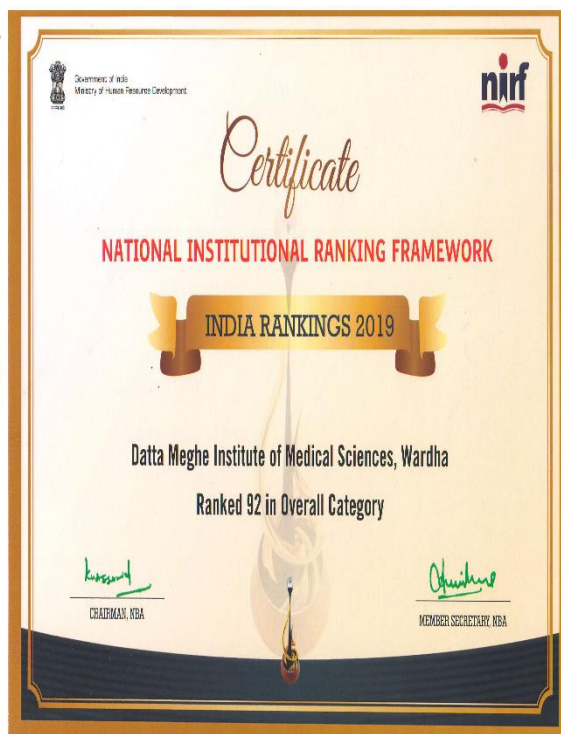 Government of India
Ministry of Human Resource Development
nirf
Certificate
NATIONAL INSTITUTIONAL RANKING FRAMEWORK
INDIA RANKINGS 2019
Datta Meghe Institute of Medical Sciences, Wardha
Ranked 92 in Overall Category
CHAIRMAN, NBA
MEMBER SECRETARY, NBA